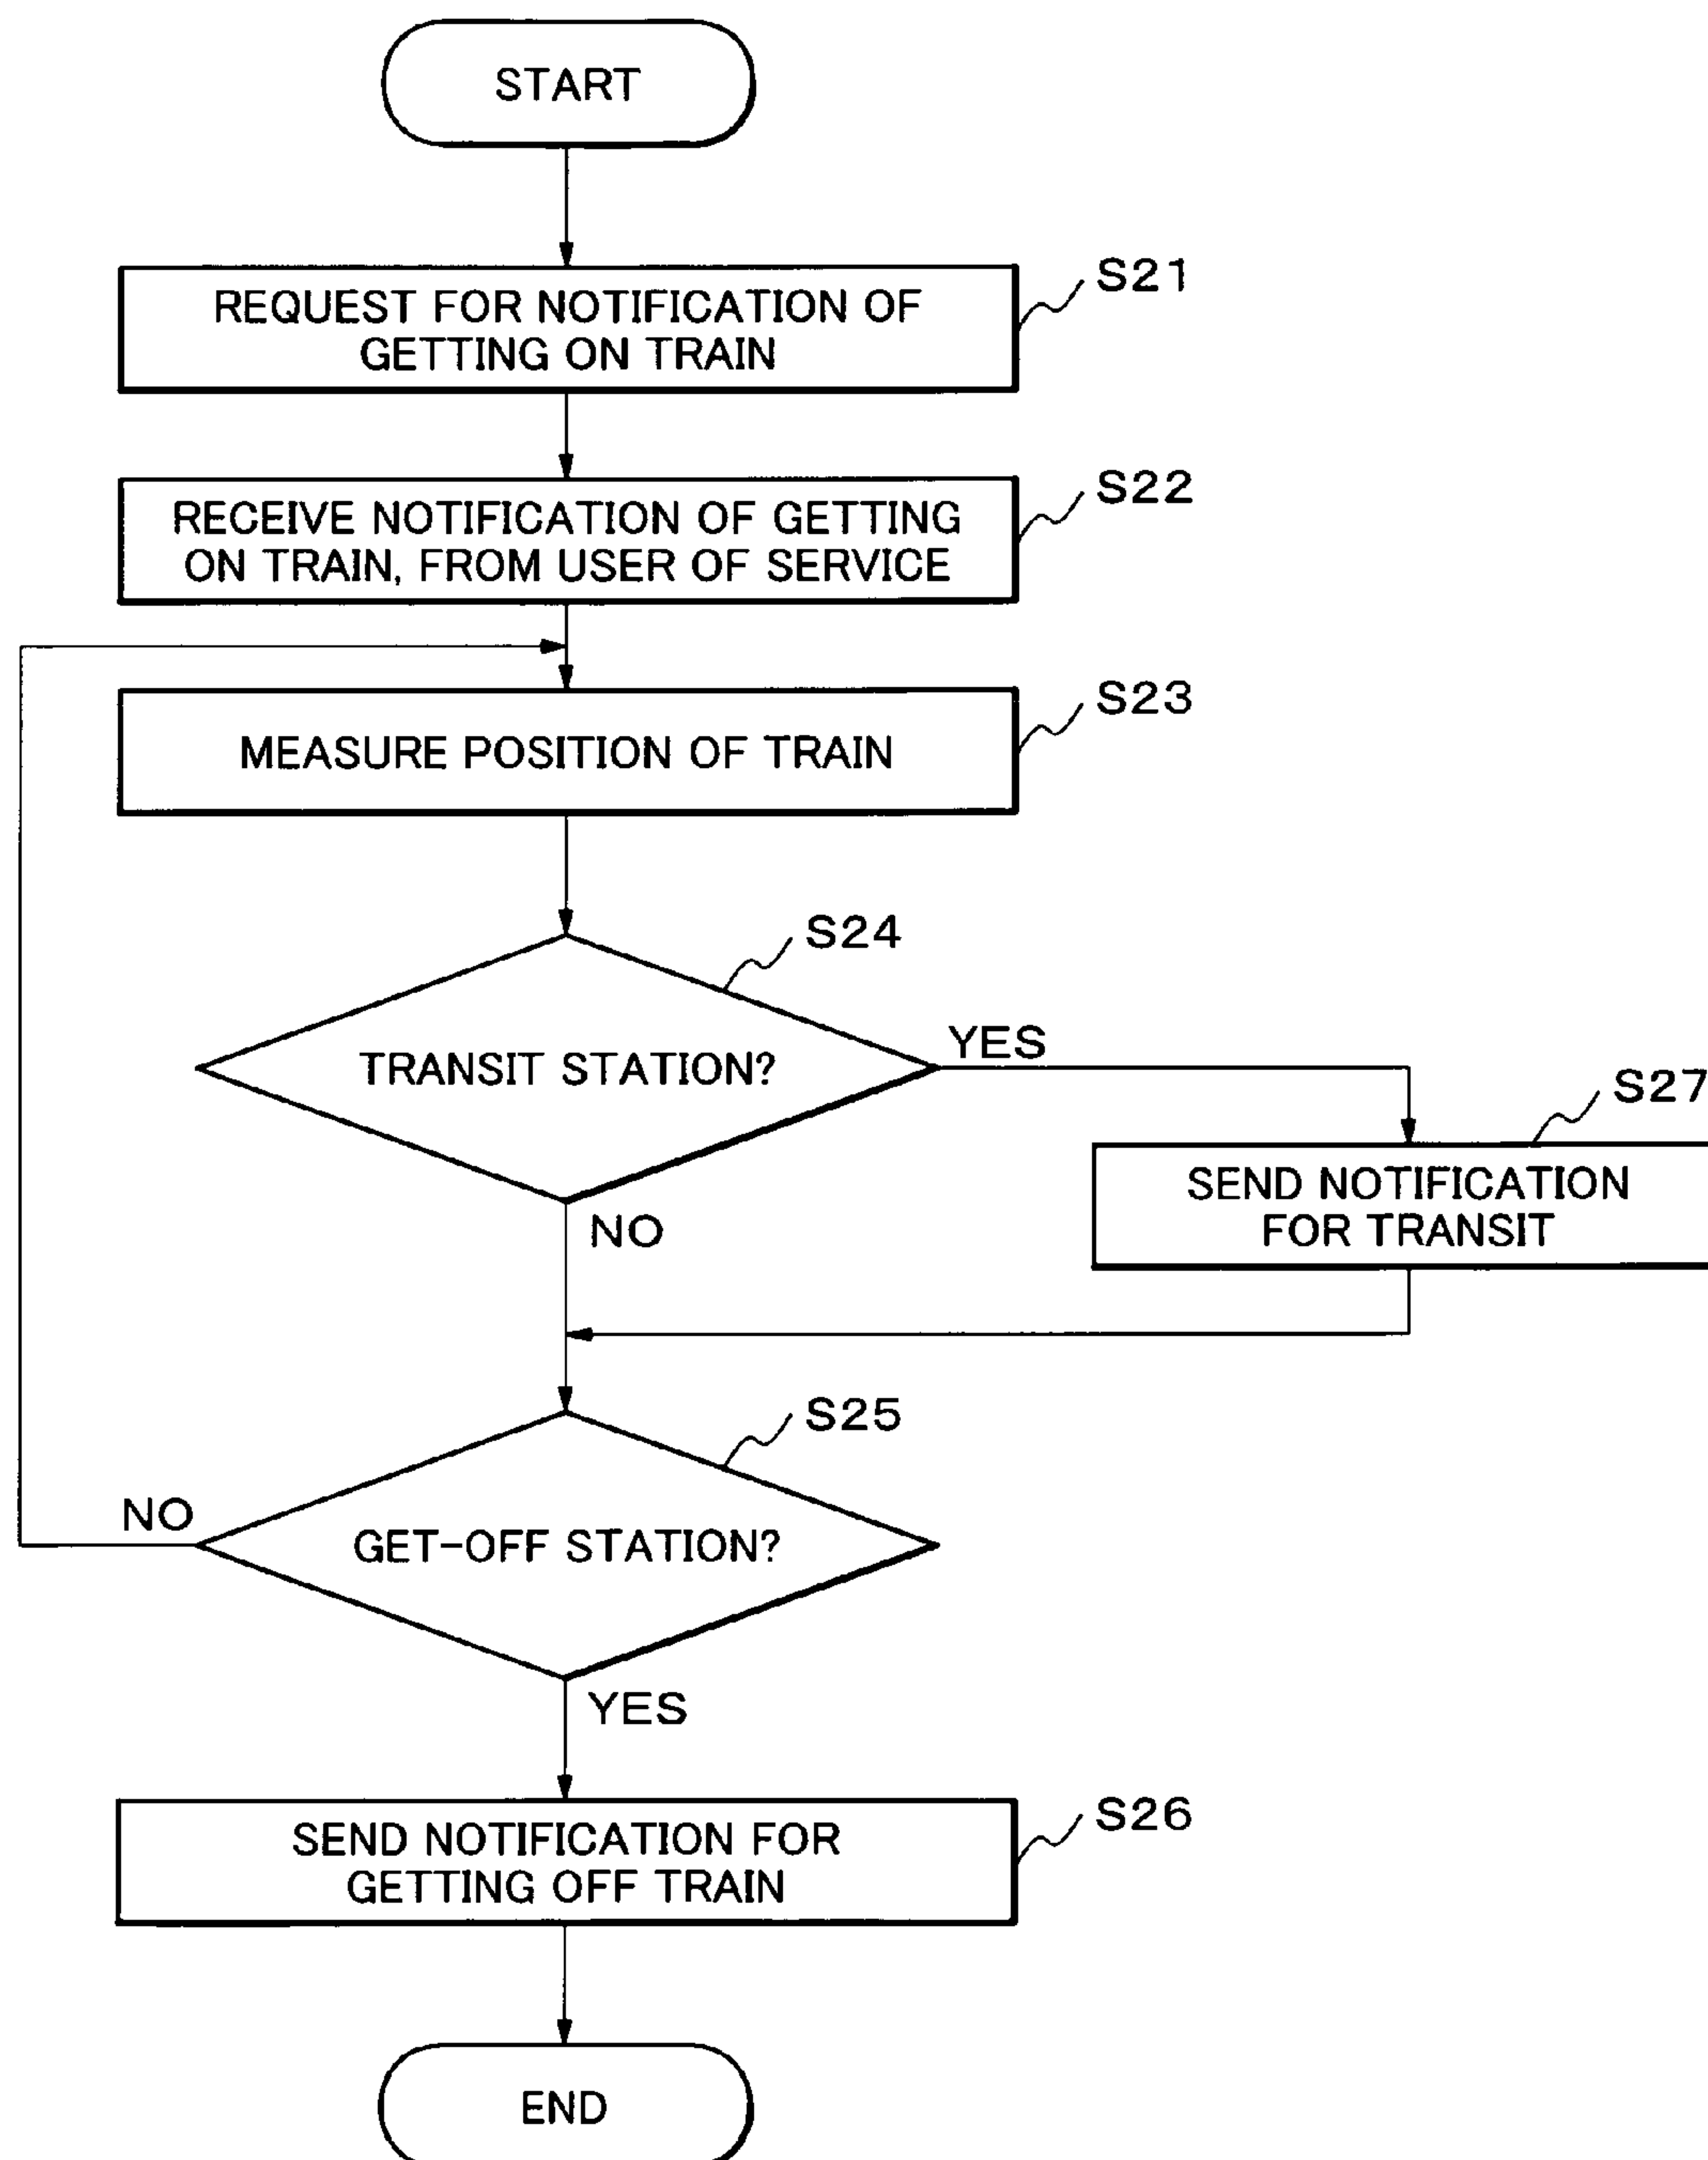 START
S21
REQUEST FOR NOTIFICATION OF
GETTING ON TRAIN
S22
RECEIVE NOTIFICATION OF GETTING
ON TRAIN, FROM USER OF SERVICE
S23
MEASURE POSITION OF TRAIN
S24
TRANSIT STATION?
YES
S27
SEND NOTIFICATION
FOR TRANSIT
NO
S25
GET-OFF STATION?
NO
YES
S26
SEND NOTIFICATION FOR
GETTING OFF TRAIN
END